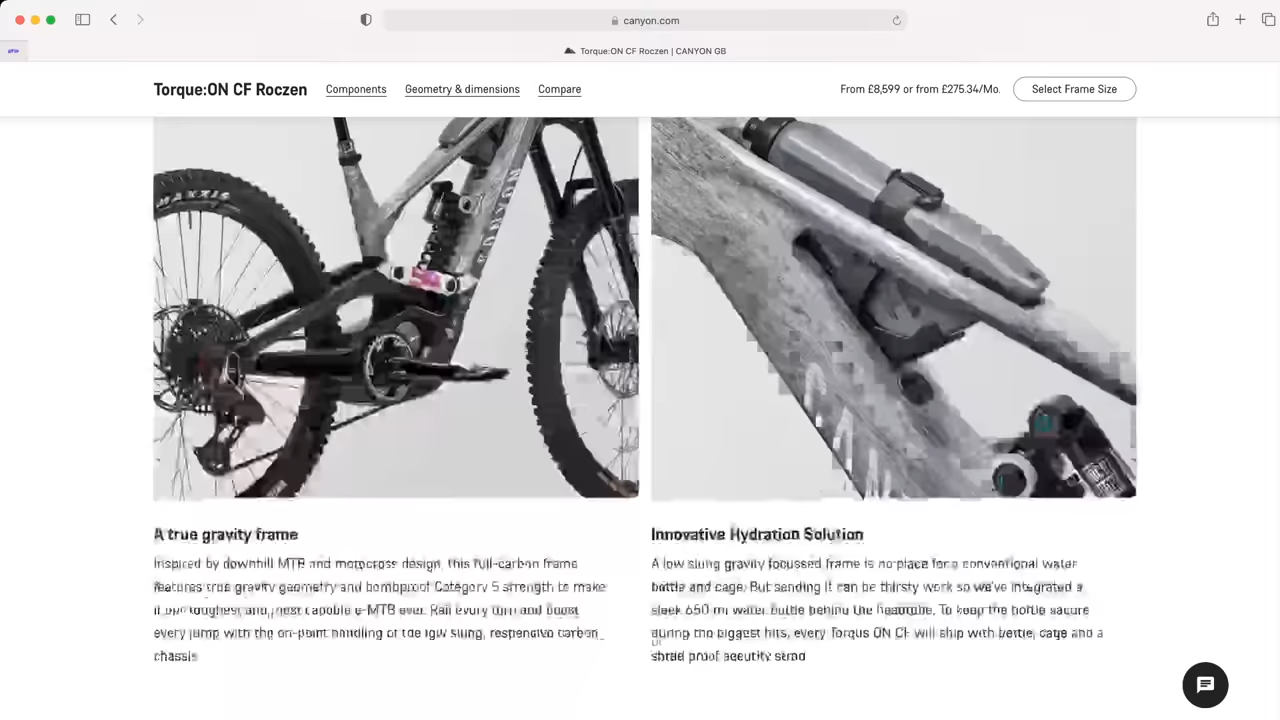 canyon.com
Torque:ON CF Roczen | CANYON GB
Torque:ON CF Roczen
Components
Geometry & dimensions
Compare
From £8,599 or from £275.34/Mo.
Select Frame Size
MAXXIS
CANYON
A true gravity frame
Inspired by downhill MTB and motocross design, this full-carbon frame
features true gravity geometry and bombproof Category 5 strength to make
it our toughest and most capable e-MTB ever. Rail every turn and boost
every jump with the on-point handling of the low slung, responsive carbon
chassis
Innovative Hydration Solution
A low slung gravity focussed frame is no place for a conventional water
bottle and cage. But sending it can be thirsty work so we've integrated a
sleek 650 ml water bottle behind the headtube. To keep the bottle secure
during the biggest hits, every Torque ON CF will ship with bottle, cage and a
proof security strap